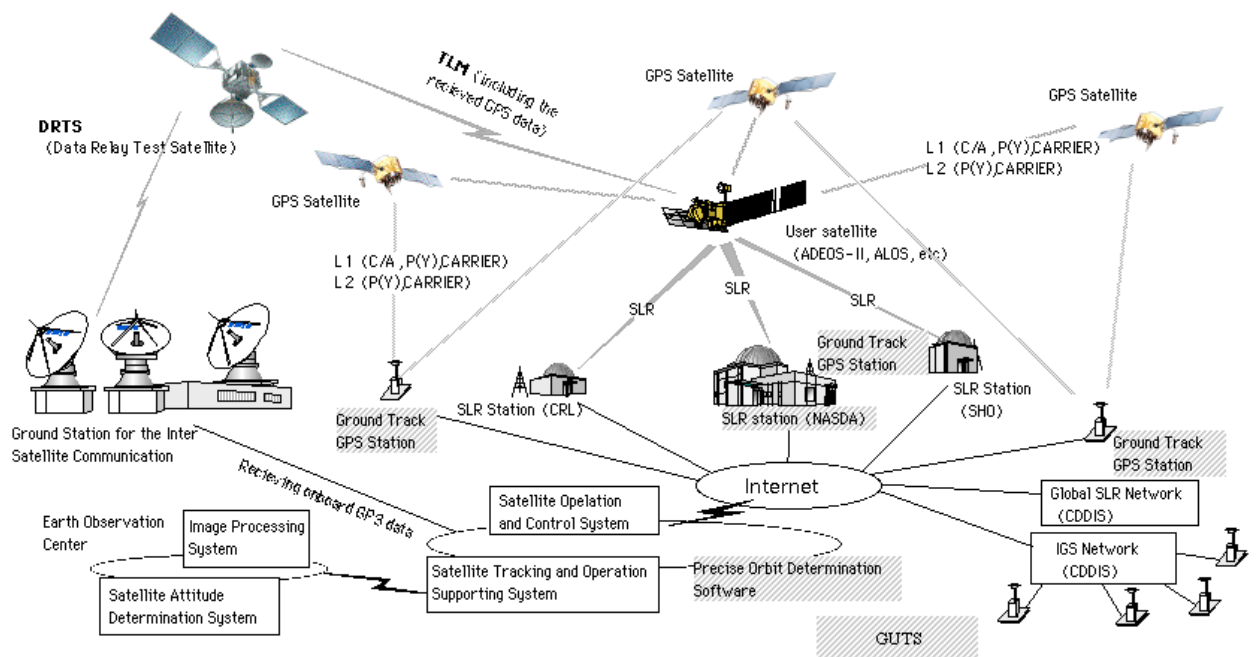 DRTS
(Data Relay Test Satellite)
TLM (including the
recieved GPS data)
GPS Satellite
GPS Satellite
GPS Satellite
L1 (C/A, P(Y),CARRIER)
L2 (P(Y),CARRIER)
L1 (C/A, P(Y),CARRIER)
L2 (P(Y),CARRIER)
User satellite
(ADEOS-II, ALOS, etc)
SLR
SLR
SLR
Ground Track
GPS Station
SLR Station (CRL)
SLR station (NASDA)
SLR Station
(SHO)
Ground Track
GPS Station
Ground Track
GPS Station
Ground Station for the Inter
Satellite Communication
Recieving onboard GPS data
Internet
Satellite Opelation
and Control System
Global SLR Network
(CDDIS)
IGS Network
(CDDIS)
Earth Observation
Center
Image Processing
System
Satellite Attitude
Determination System
Satellite Tracking and Operation
Supporting System
Precise Orbit Determination
Software
GUTS